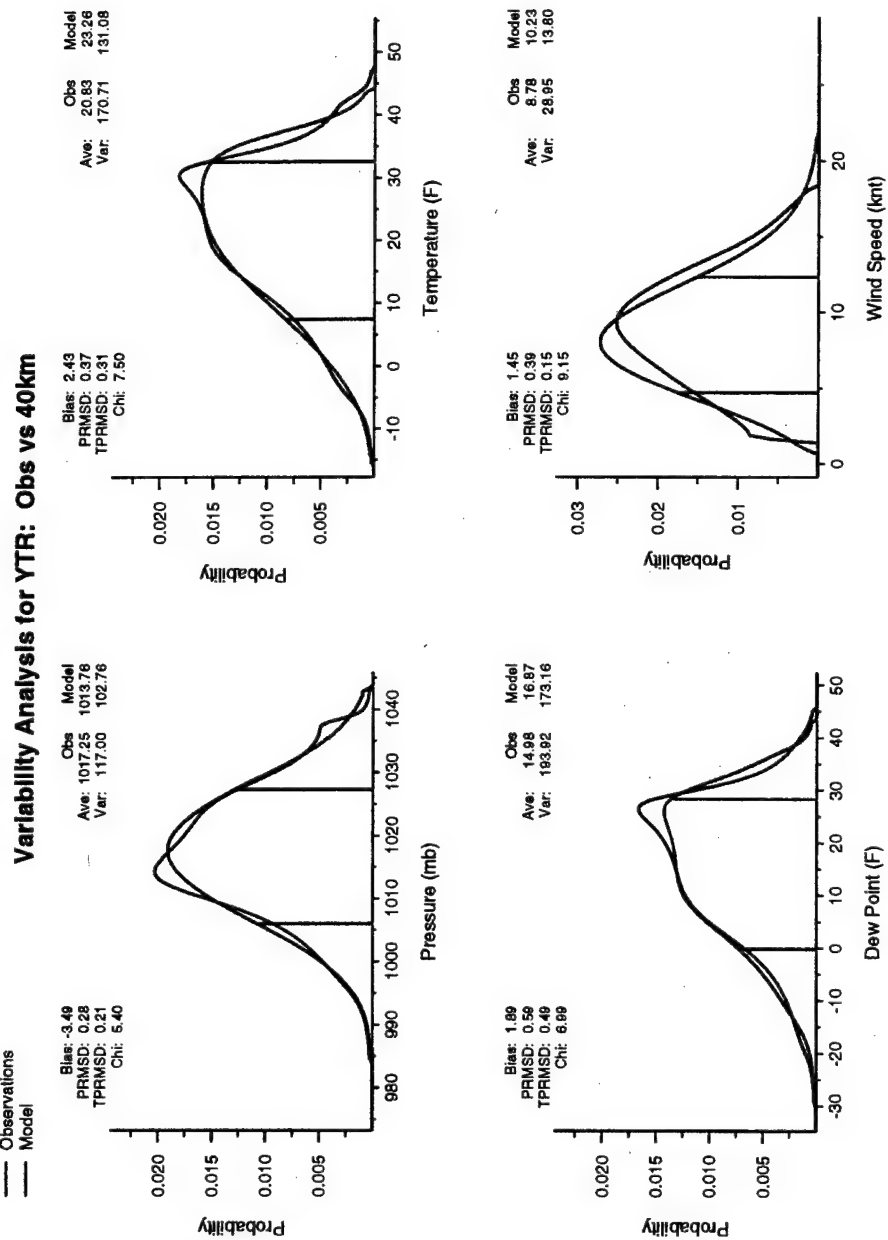 Variability Analysis for YTR: Obs vs 40km
Observations
Model
Bias: -3.49
PRMSD: 0.28
TPRMSD: 0.21
Chi: 5.40
Obs Model
Ave: 1017.25 1013.76
Var: 117.00 102.76
Probability
0.020
0.015
0.010
0.005
980 990 1000 1010 1020 1030 1040
Pressure (mb)
Bias: 2.43
PRMSD: 0.37
TPRMSD: 0.31
Chi: 7.50
Obs Model
Ave: 20.83 23.26
Var: 170.71 131.08
Probability
0.020
0.015
0.010
0.005
-10 0 10 20 30 40 50
Temperature (F)
Bias: 1.89
PRMSD: 0.59
TPRMSD: 0.49
Chi: 6.99
Obs Model
Ave: 14.98 16.87
Var: 193.92 173.16
Probability
0.020
0.015
0.010
0.005
-30 -20 -10 0 10 20 30 40 50
Dew Point (F)
Bias: 1.45
PRMSD: 0.39
TPRMSD: 0.15
Chi: 9.15
Obs Model
Ave: 8.78 10.23
Var: 28.95 13.80
Probability
0.03
0.02
0.01
0 10 20
Wind Speed (knt)